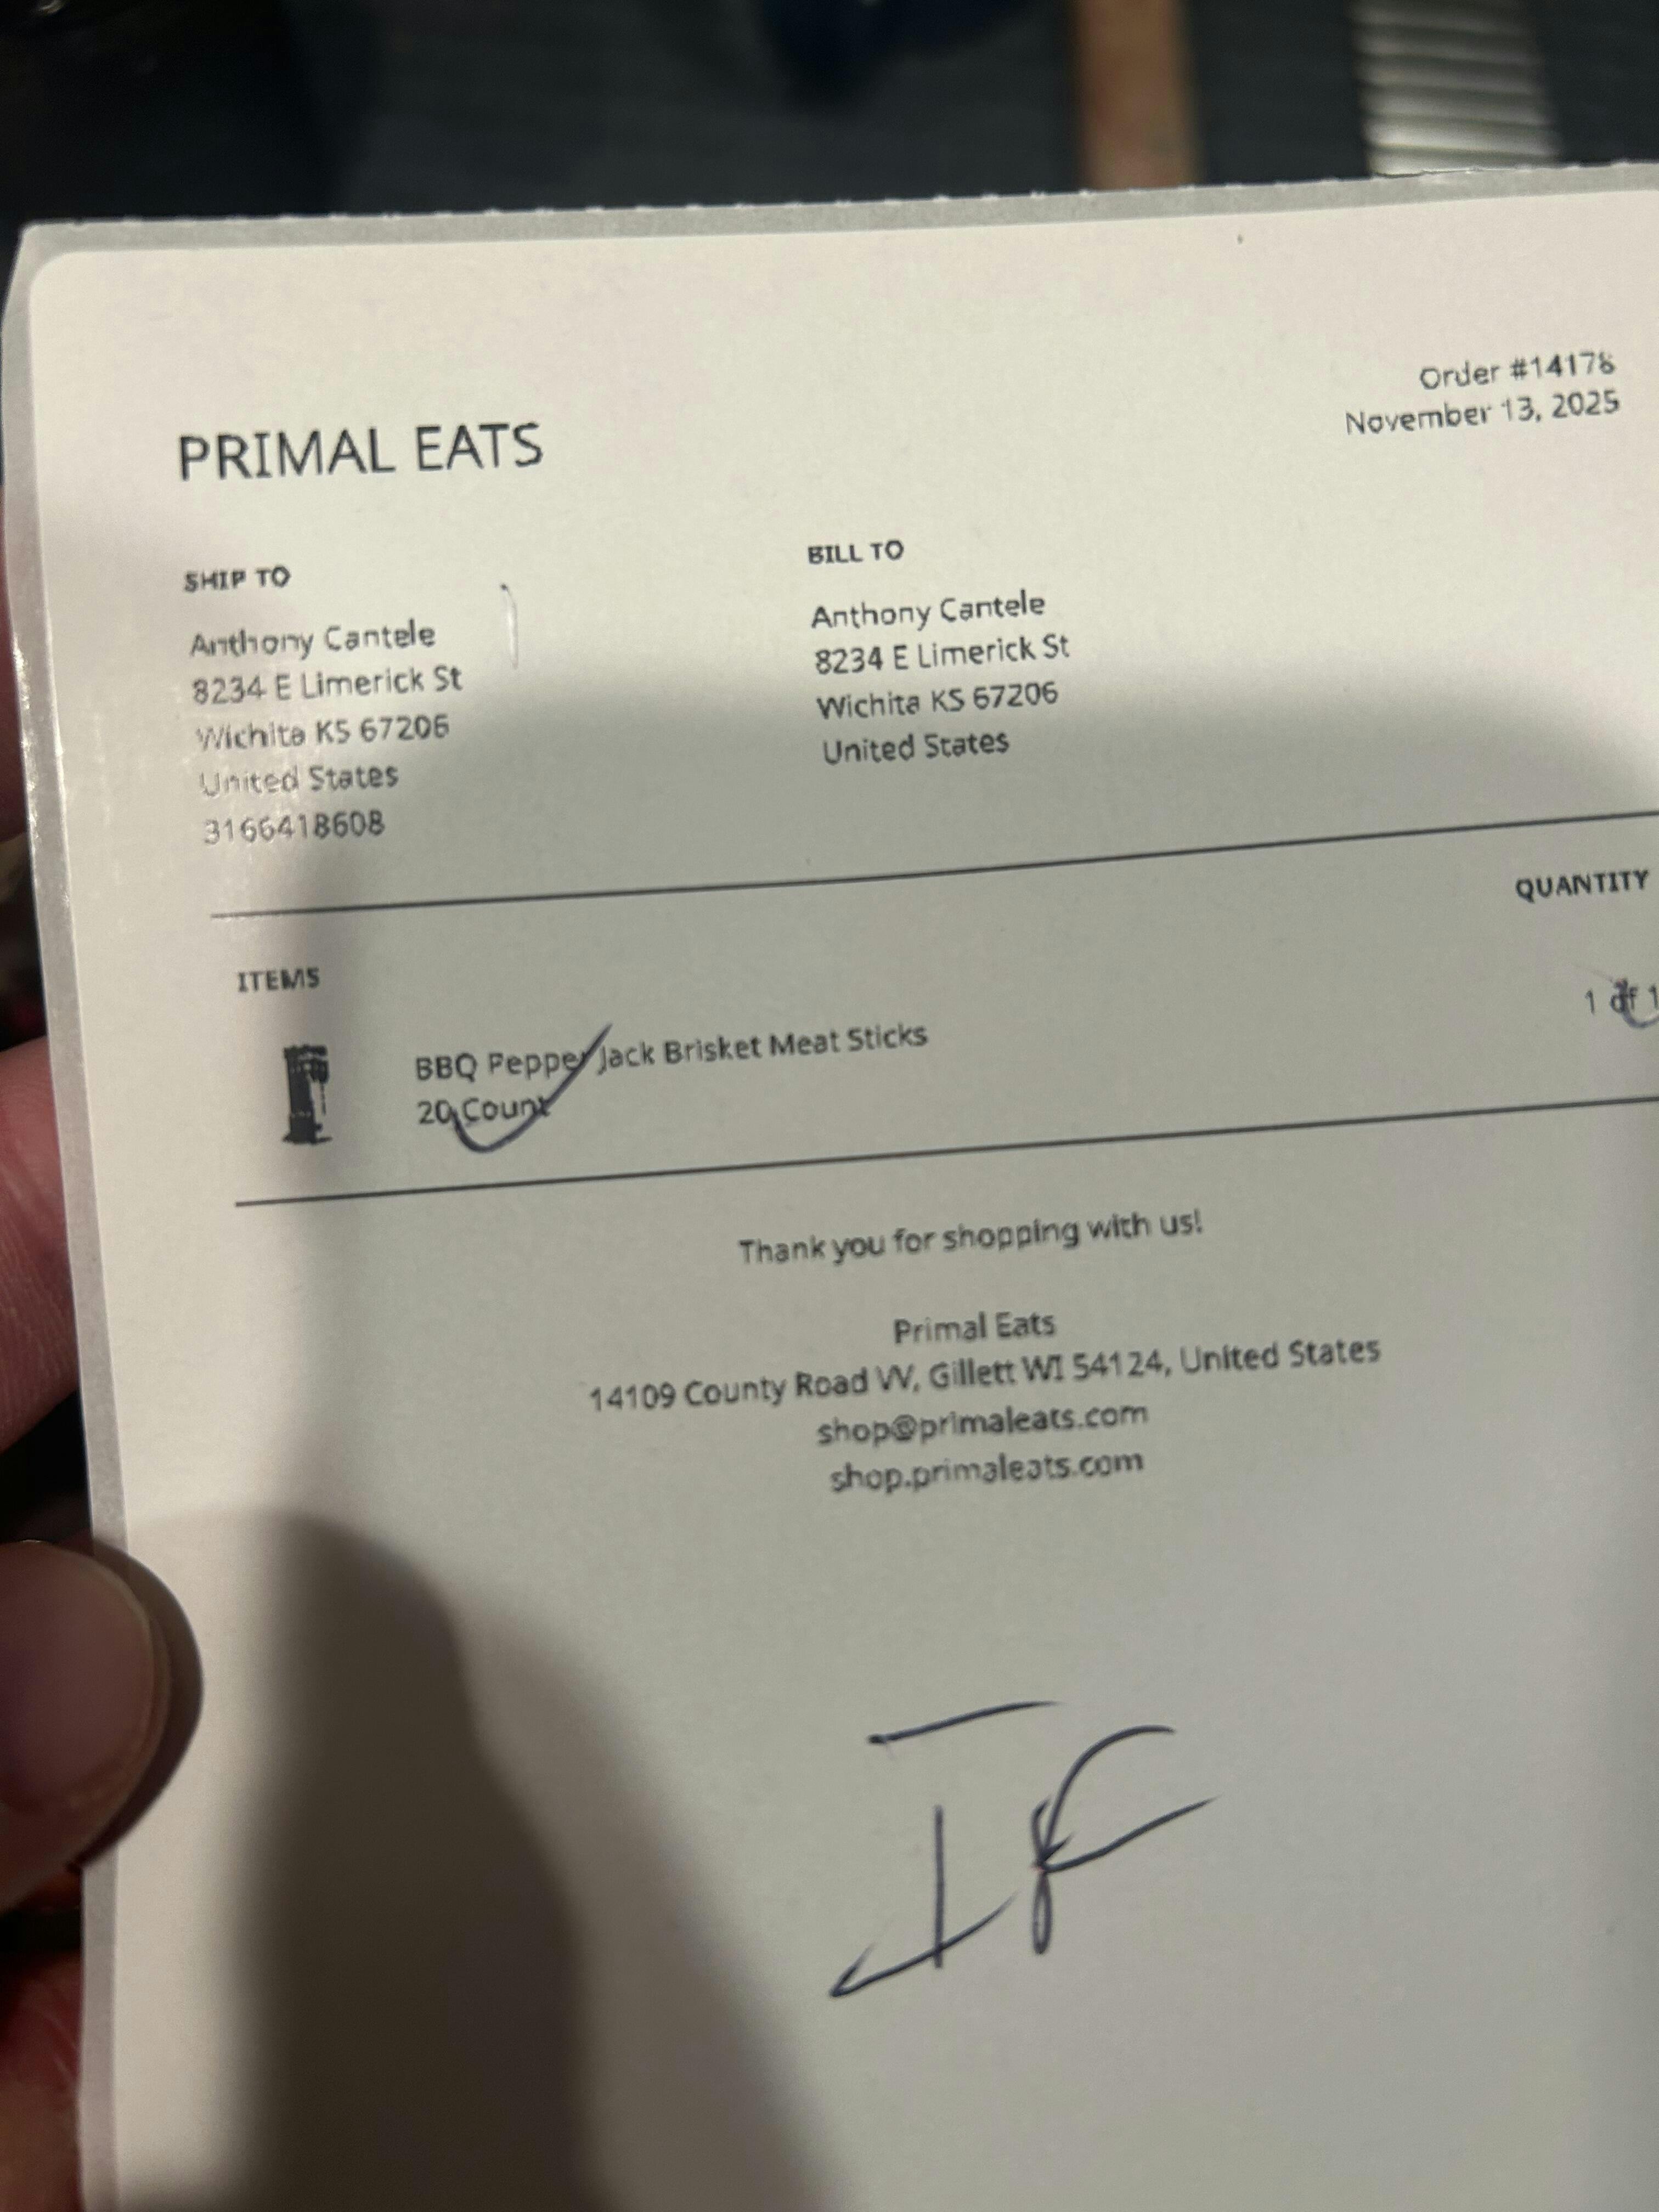 Order #14178
November 13, 2025
PRIMAL EATS
SHIP TO
Anthony Cantele
8234 E Limerick St
Wichita KS 67206
United States
3166418608
BILL TO
Anthony Cantele
8234 E Limerick St
Wichita KS 67206
United States
QUANTITY
ITEMS
BBQ Pepper Jack Brisket Meat Sticks
20 Count
1 of 1
Thank you for shopping with us!
Primal Eats
14109 County Road W, Gillett WI 54124, United States
shop@primaleats.com
shop.primaleats.com